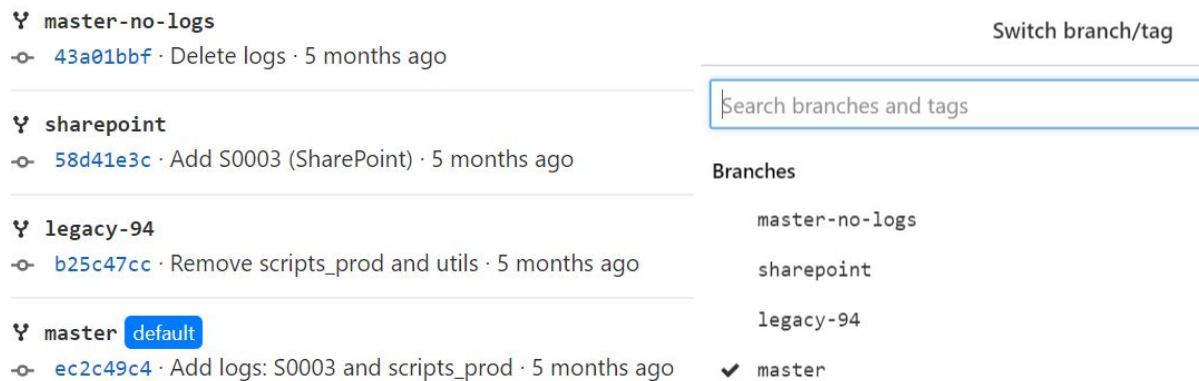 master-no-logs
43a01bbf · Delete logs · 5 months ago
sharepoint
58d41e3c · Add S0003 (SharePoint) · 5 months ago
legacy-94
b25c47cc · Remove scripts_prod and utils · 5 months ago
master default
ec2c49c4 · Add logs: S0003 and scripts_prod · 5 months ago
Switch branch/tag
Search branches and tags
Branches
master-no-logs
sharepoint
legacy-94
master